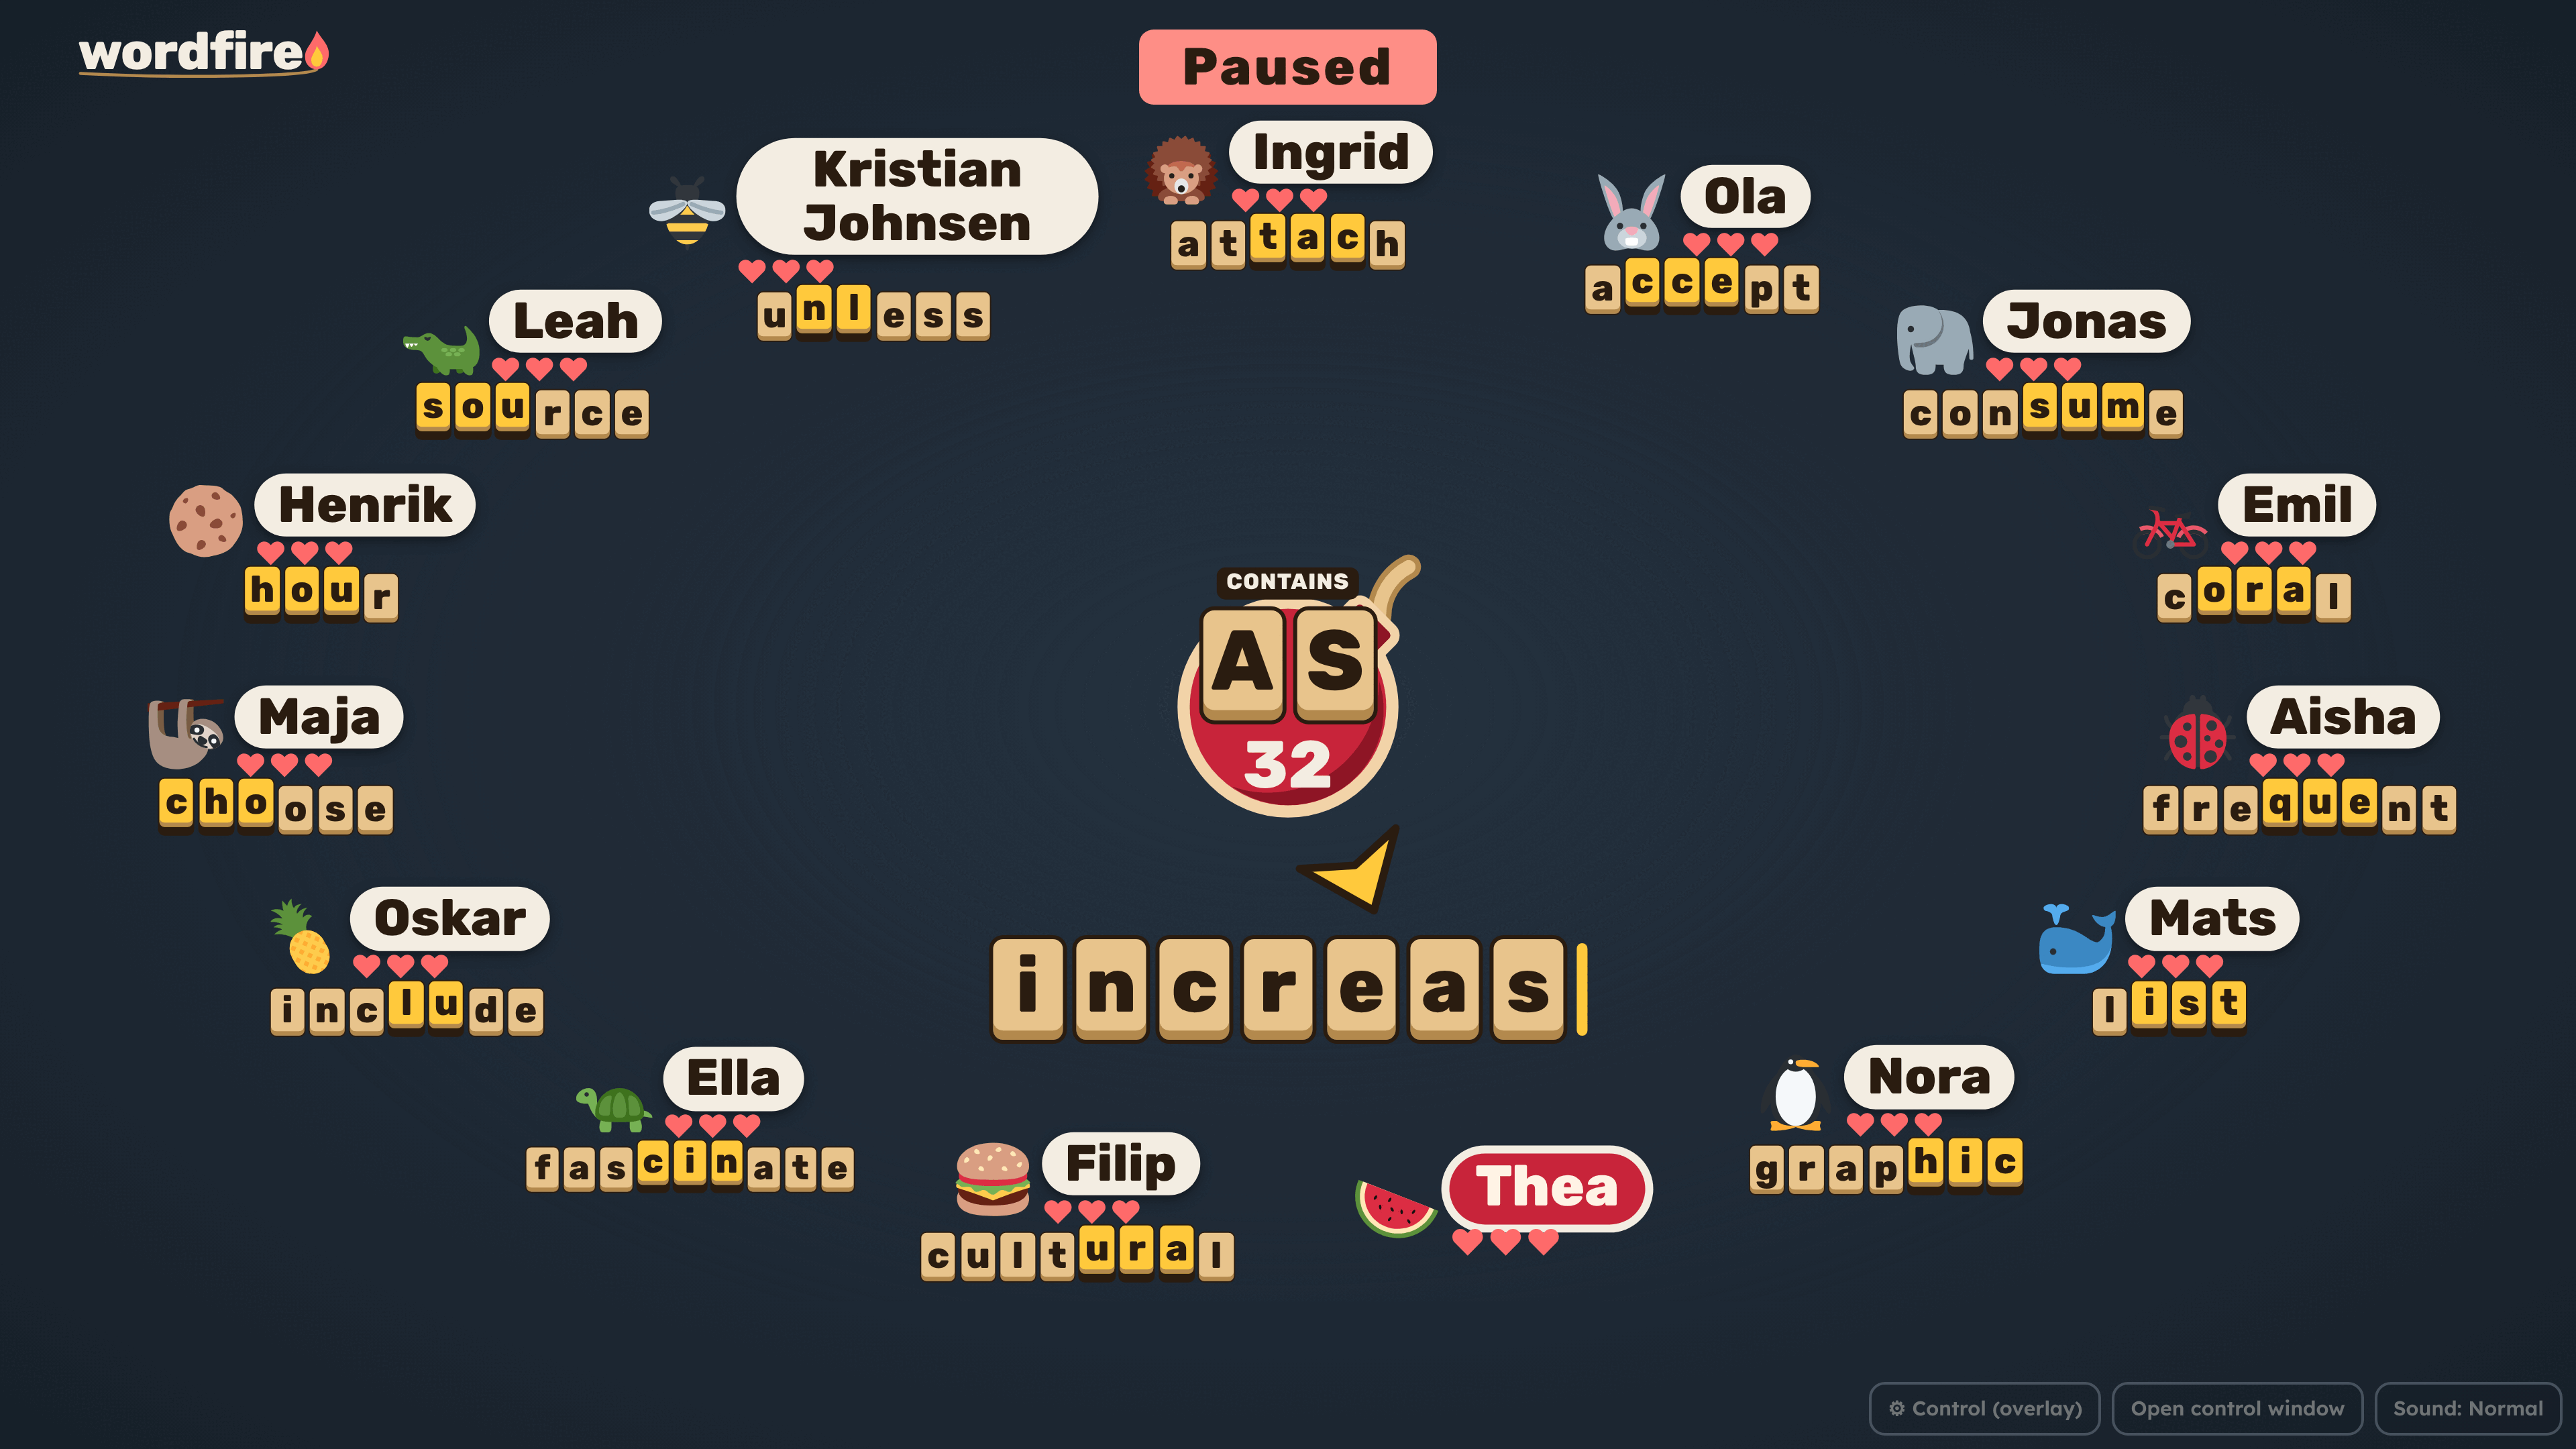 wordfire
Paused
Ingrid
attach
Kristian
Johnsen
unless
Ola
accept
Leah
source
Jonas
consume
Henrik
hour
Emil
coral
CONTAINS
A S
32
Maja
choose
Aisha
frequent
Oskar
include
increas
Mats
list
Ella
fascinate
Nora
graphic
Filip
cultural
Thea
⚙ Control (overlay)
Open control window
Sound: Normal